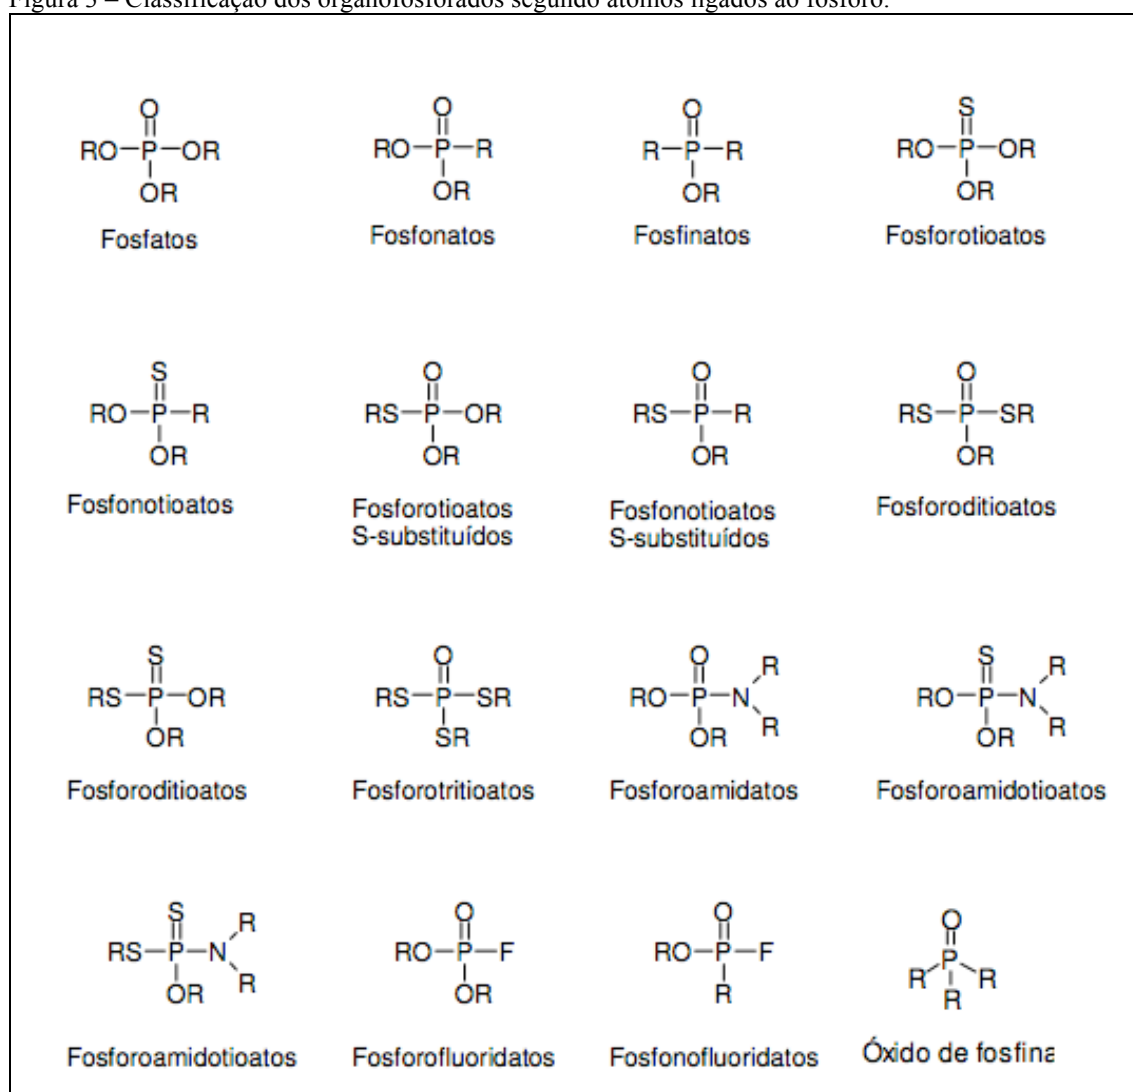 Figura 3 – Classificação dos organofosforados segundo átomos ligados ao fósforo.
O
RO–P–OR
OR
Fosfatos
O
RO–P–R
OR
Fosfonatos
O
R–P–R
OR
Fosfinatos
S
RO–P–OR
OR
Fosforotioatos
S
RO–P–R
OR
Fosfonotioatos
O
RS–P–OR
OR
Fosforotioatos
S-substituídos
O
RS–P–R
OR
Fosfonotioatos
S-substituídos
O
RS–P–SR
OR
Fosforoditioatos
S
RS–P–OR
OR
Fosforoditioatos
O
RS–P–SR
SR
Fosforotritioatos
O
R
RO–P–N
OR
R
Fosforoamidatos
S
R
RO–P–N
OR
R
Fosforoamidotioatos
S
R
RS–P–N
OR
R
Fosforoamidotioatos
O
RO–P–F
OR
Fosforofluoridatos
O
RO–P–F
R
Fosfonofluoridatos
O
P
R
R
R
Óxido de fosfina